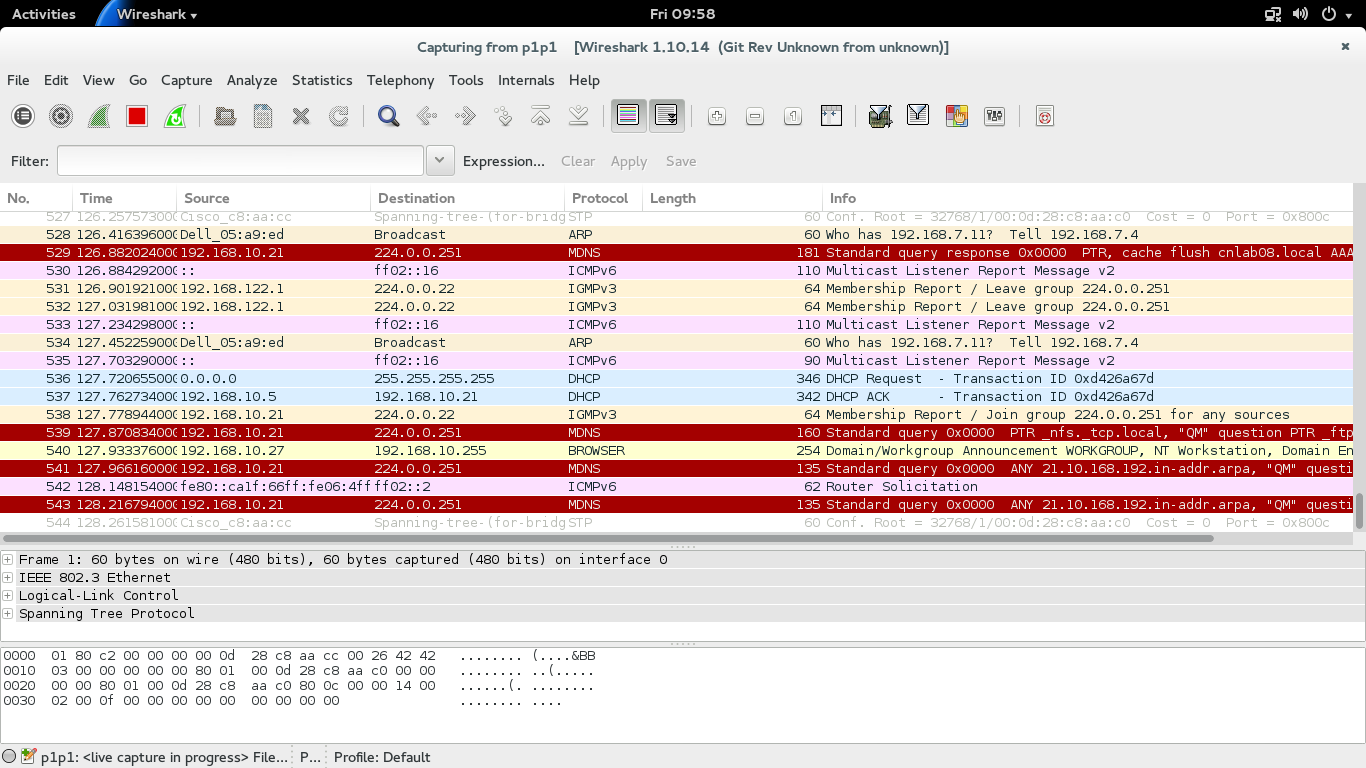 Activities Wireshark Fri 09:58
Capturing from p1p1 [Wireshark 1.10.14 (Git Rev Unknown from unknown)]
File Edit View Go Capture Analyze Statistics Telephony Tools Internals Help
Filter: Expression... Clear Apply Save
No. Time Source Destination Protocol Length Info
527 126.257573000 Cisco_c8:aa:cc Spanning-tree-(for-bridg STP 60 Conf. Root = 32768/1/00:0d:28:c8:aa:c0 Cost = 0 Port = 0x800c
528 126.416396000 Dell_05:a9:ed Broadcast ARP 60 Who has 192.168.7.11? Tell 192.168.7.4
529 126.882024000 192.168.10.21 224.0.0.251 MDNS 181 Standard query response 0x0000 PTR, cache flush cnlab08.local AAA
530 126.884292000 :: ff02::16 ICMPv6 110 Multicast Listener Report Message v2
531 126.901921000 192.168.122.1 224.0.0.22 IGMPv3 64 Membership Report / Leave group 224.0.0.251
532 127.031981000 192.168.122.1 224.0.0.22 IGMPv3 64 Membership Report / Leave group 224.0.0.251
533 127.234298000 :: ff02::16 ICMPv6 110 Multicast Listener Report Message v2
534 127.452259000 Dell_05:a9:ed Broadcast ARP 60 Who has 192.168.7.11? Tell 192.168.7.4
535 127.703290000 :: ff02::16 ICMPv6 90 Multicast Listener Report Message v2
536 127.720655000 0.0.0.0 255.255.255.255 DHCP 346 DHCP Request - Transaction ID 0xd426a67d
537 127.762734000 192.168.10.5 192.168.10.21 DHCP 342 DHCP ACK - Transaction ID 0xd426a67d
538 127.778944000 192.168.10.21 224.0.0.22 IGMPv3 64 Membership Report / Join group 224.0.0.251 for any sources
539 127.870834000 192.168.10.21 224.0.0.251 MDNS 160 Standard query 0x0000 PTR _nfs._tcp.local, "QM" question PTR _ftp
540 127.933376000 192.168.10.27 192.168.10.255 BROWSER 254 Domain/Workgroup Announcement WORKGROUP, NT Workstation, Domain En
541 127.966160000 192.168.10.21 224.0.0.251 MDNS 135 Standard query 0x0000 ANY 21.10.168.192.in-addr.arpa, "QM" questi
542 128.148154000 fe80::ca1f:66ff:fe06:4ff ff02::2 ICMPv6 62 Router Solicitation
543 128.216794000 192.168.10.21 224.0.0.251 MDNS 135 Standard query 0x0000 ANY 21.10.168.192.in-addr.arpa, "QM" questi
544 128.261581000 Cisco_c8:aa:cc Spanning-tree-(for-bridg STP 60 Conf. Root = 32768/1/00:0d:28:c8:aa:c0 Cost = 0 Port = 0x800c
Frame 1: 60 bytes on wire (480 bits), 60 bytes captured (480 bits) on interface 0
IEEE 802.3 Ethernet
Logical-Link Control
Spanning Tree Protocol
0000 01 80 c2 00 00 00 00 0d 28 c8 aa cc 00 26 42 42 ........ (....&BB
0010 03 00 00 00 00 00 80 01 00 0d 28 c8 aa c0 00 00 ........ ..(.....
0020 00 00 80 01 00 0d 28 c8 aa c0 80 0c 00 00 14 00 ......(. ........
0030 02 00 0f 00 00 00 00 00 00 00 00 00 ........ ....
p1p1: <live capture in progress> File... P... Profile: Default